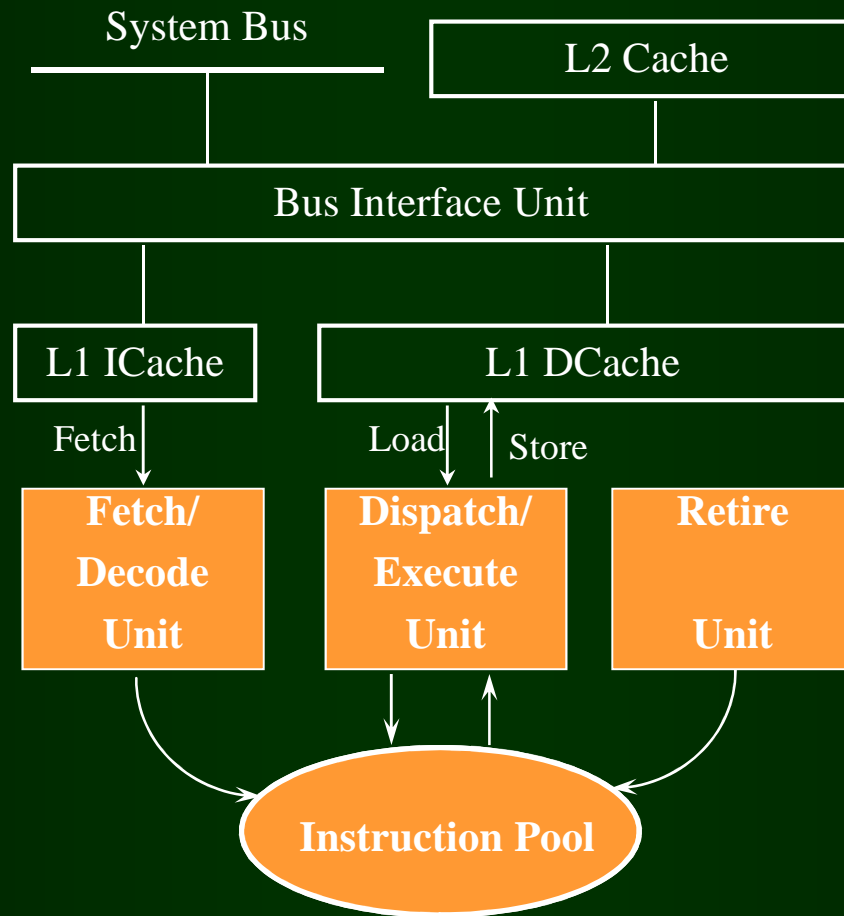 System Bus
L2 Cache
Bus Interface Unit
L1 ICache
L1 DCache
Fetch
Load
Store
Fetch/
Decode
Unit
Dispatch/
Execute
Unit
Retire
Unit
Instruction Pool